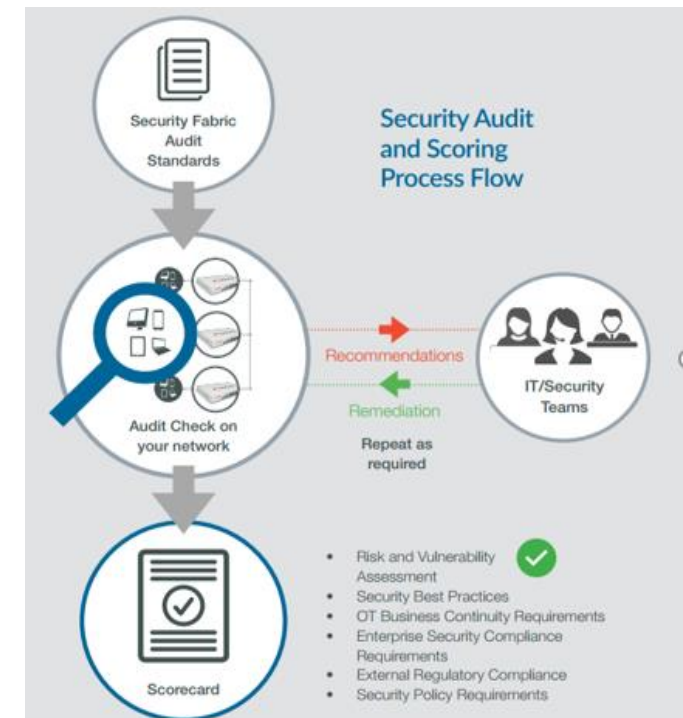 Security Fabric
Audit
Standards
Security Audit
and Scoring
Process Flow
Audit Check on
your network
Recommendations
Remediation
Repeat as
required
IT/Security
Teams
Scorecard
• Risk and Vulnerability
Assessment
• Security Best Practices
• OT Business Continuity Requirements
• Enterprise Security Compliance
Requirements
• External Regulatory Compliance
• Security Policy Requirements